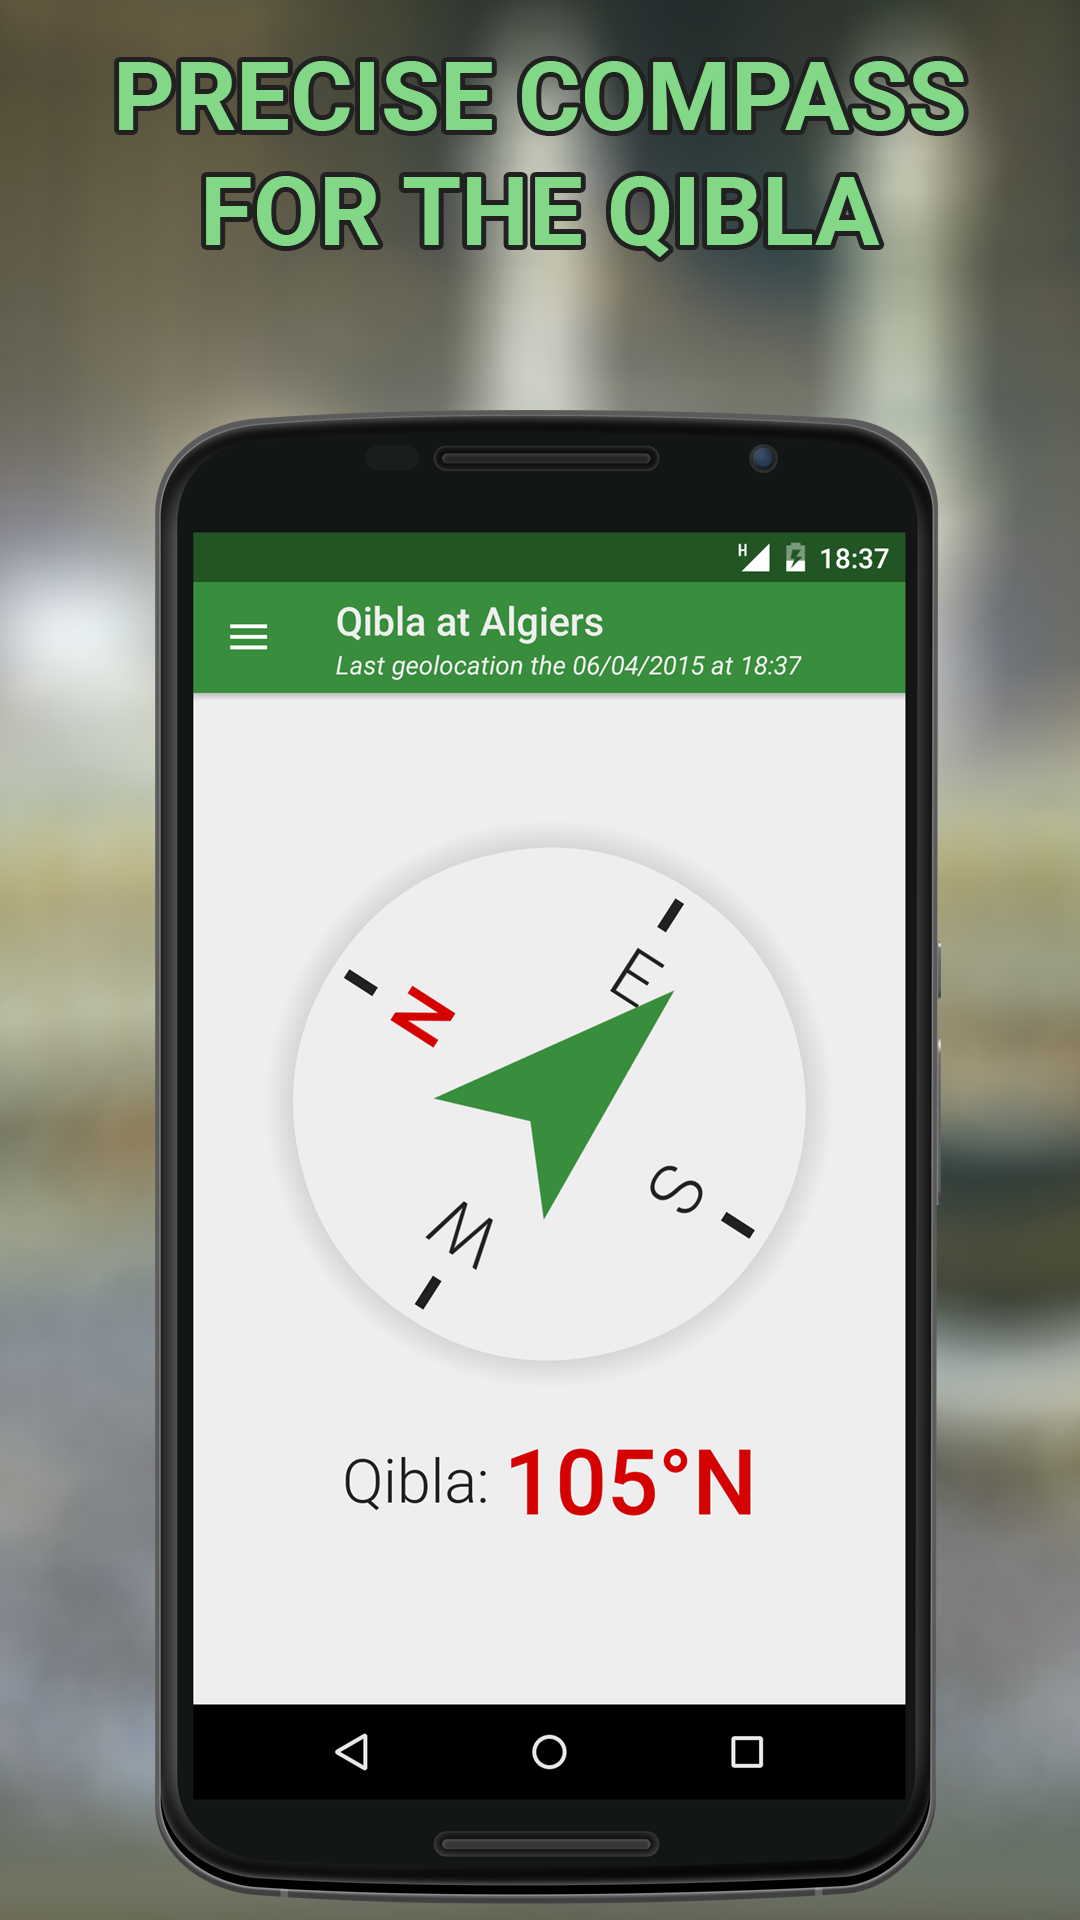 PRECISE COMPASS
FOR THE QIBLA
H 18:37
Qibla at Algiers
Last geolocation the 06/04/2015 at 18:37
E
N
S
W
Qibla: 105°N